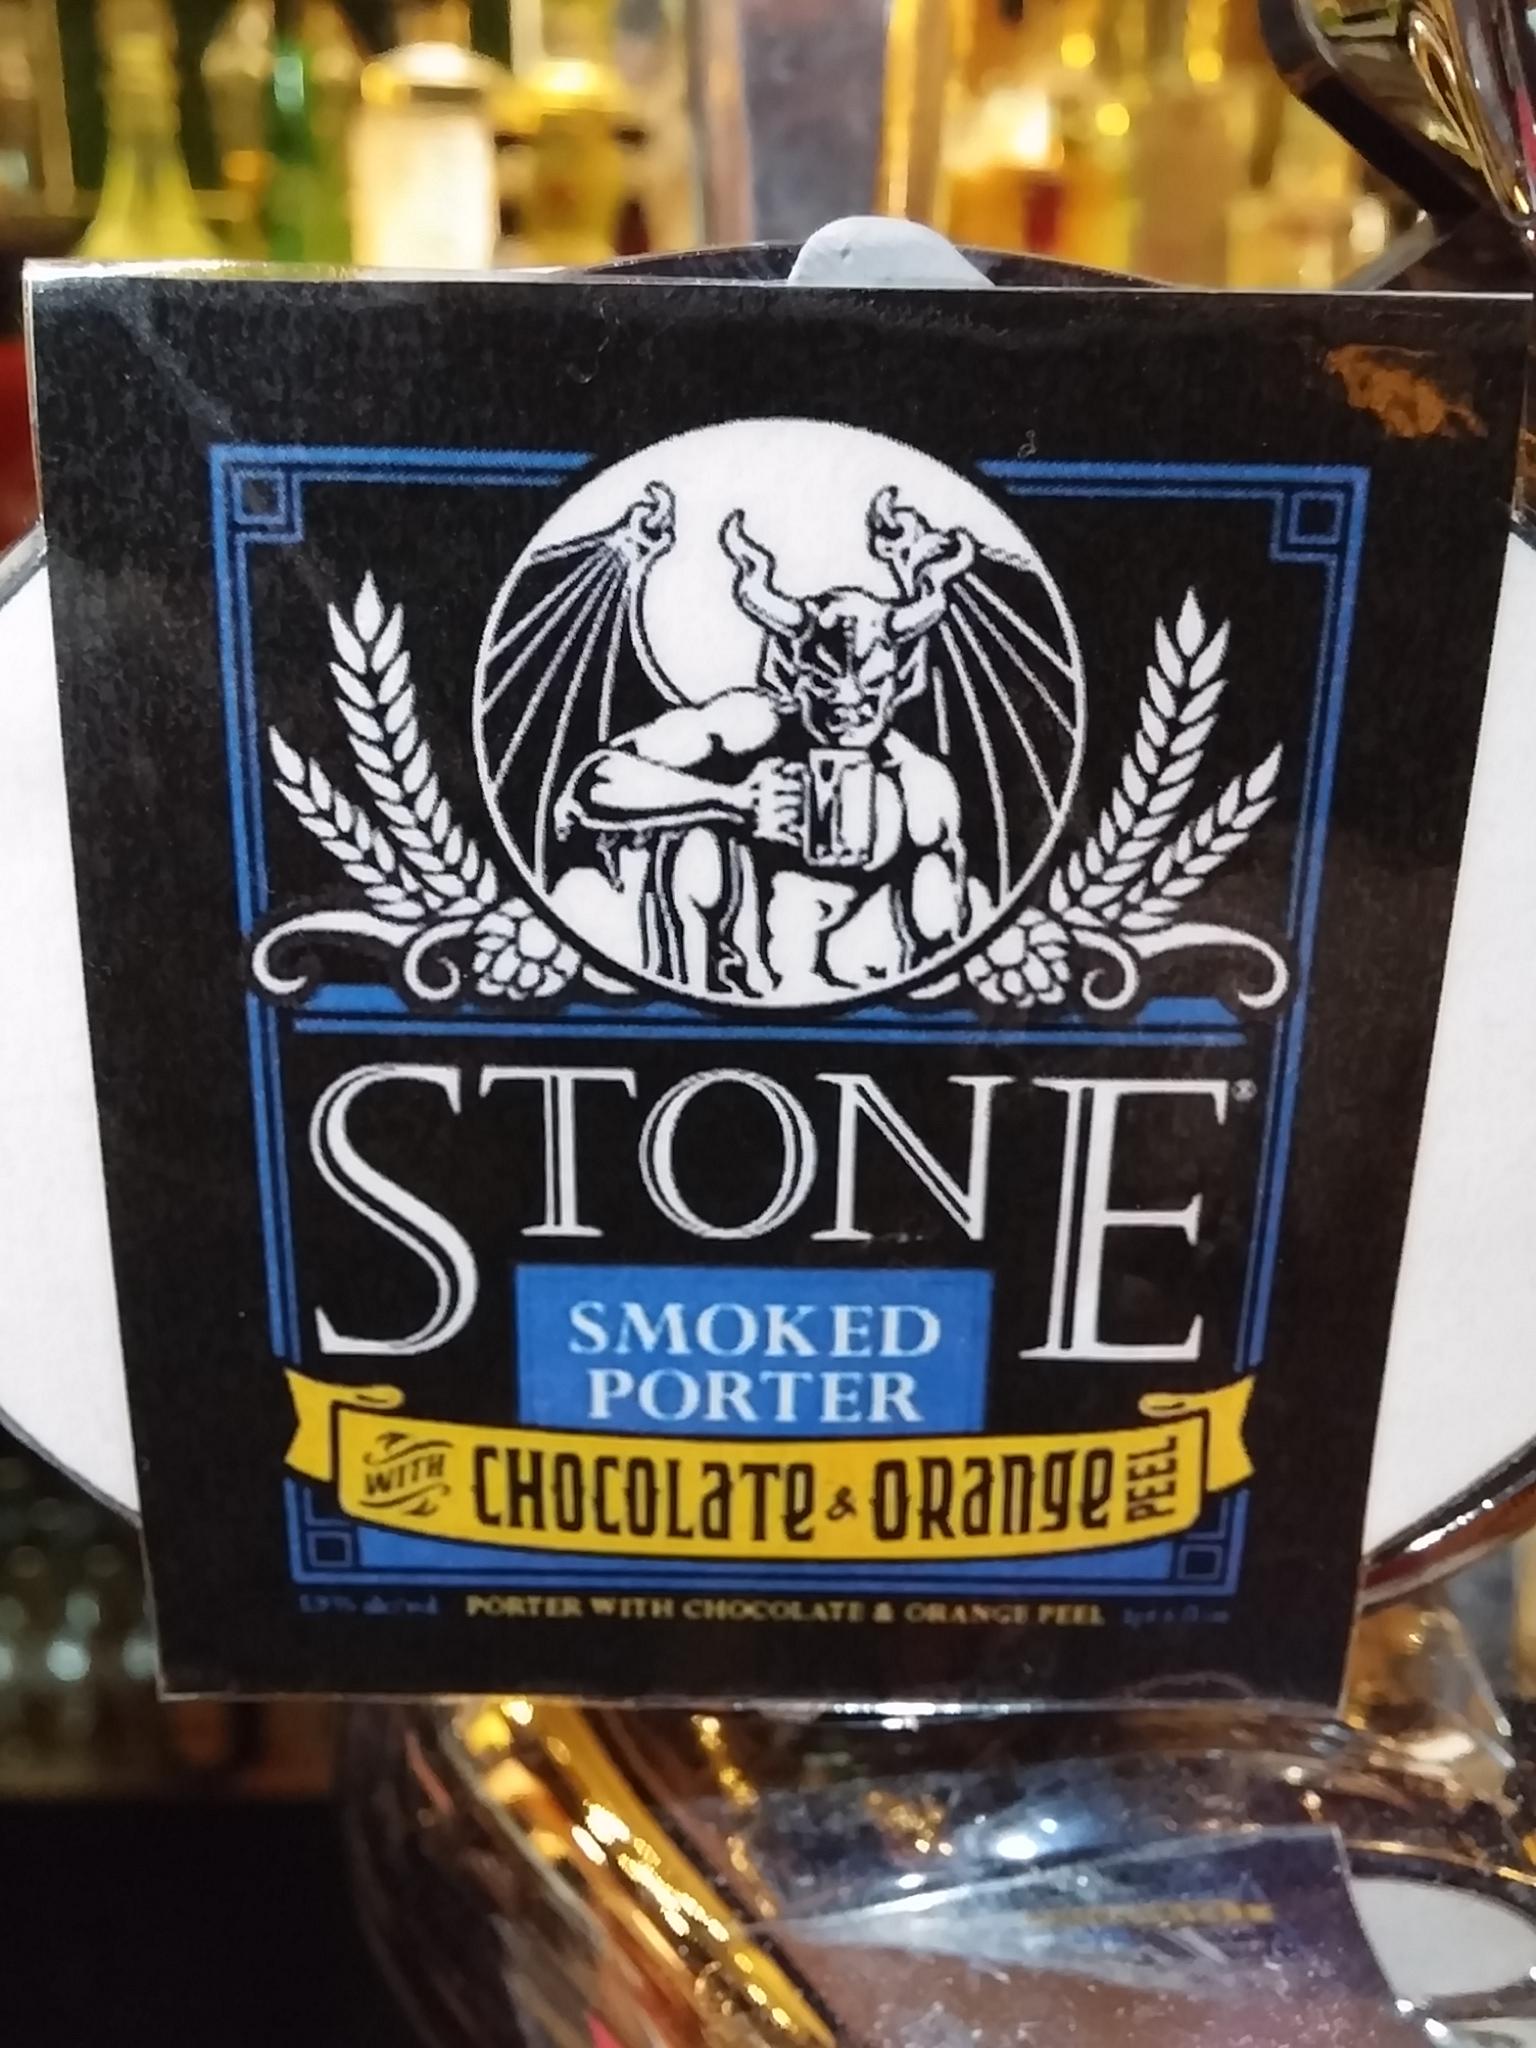 STONE®
SMOKED
PORTER
WITH CHOCOLATE & ORANGE PEEL
PORTER WITH CHOCOLATE & ORANGE PEEL